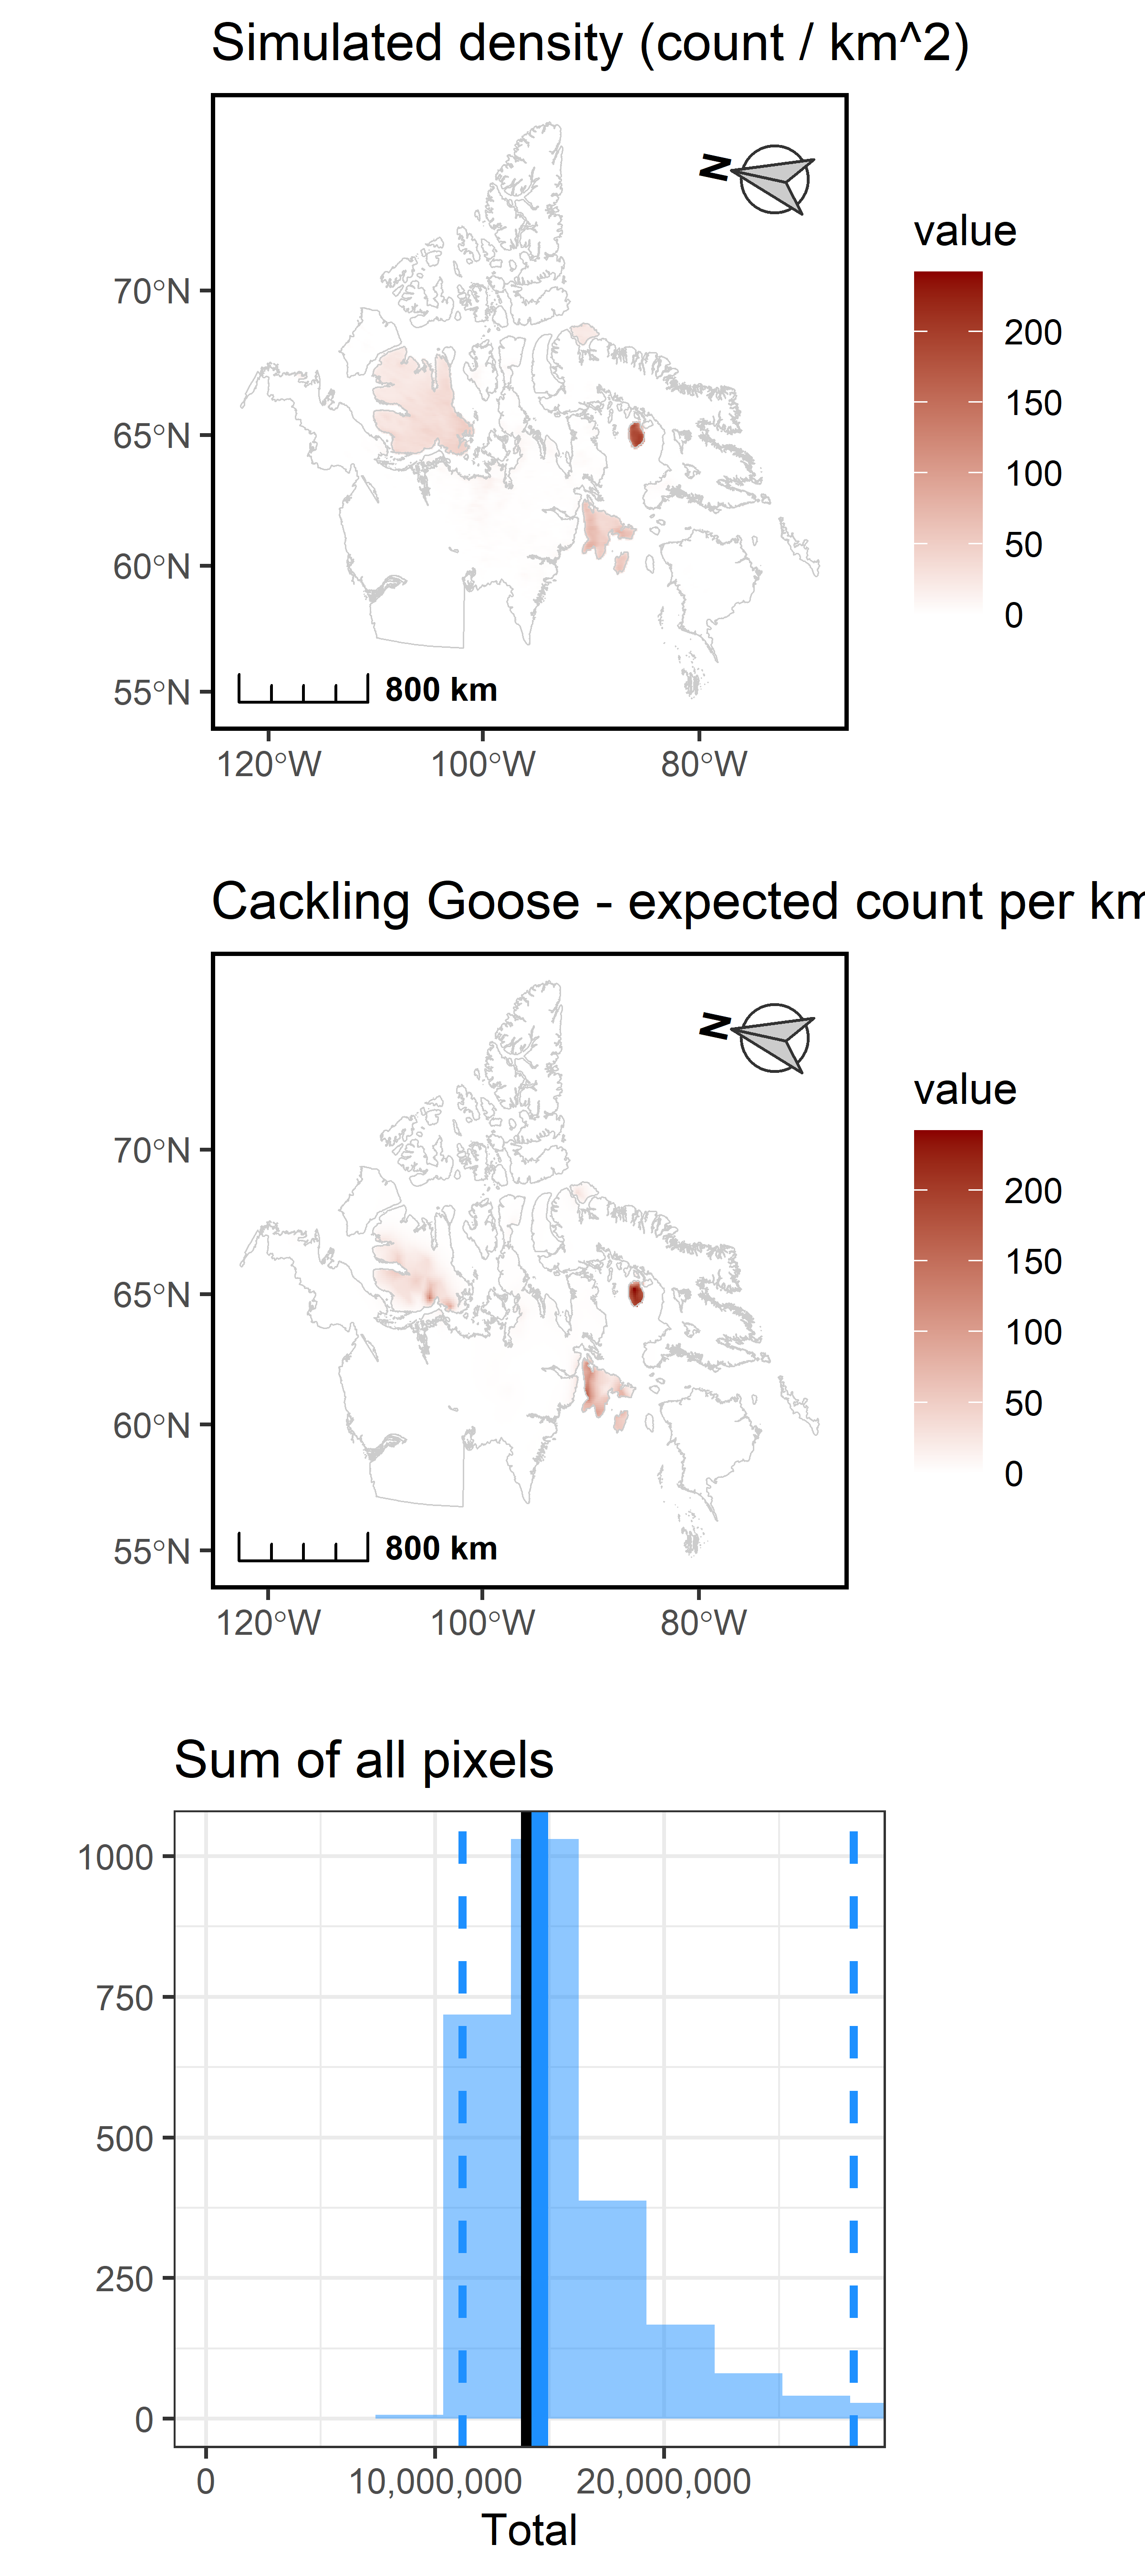 Simulated density (count / km^2)
N
value
200
150
100
50
0
70°N
65°N
60°N
55°N
800 km
120°W 100°W 80°W
Cackling Goose - expected count per km
N
value
200
150
100
50
0
70°N
65°N
60°N
55°N
800 km
120°W 100°W 80°W
Sum of all pixels
1000
750
500
250
0
0 10,000,000 20,000,000
Total